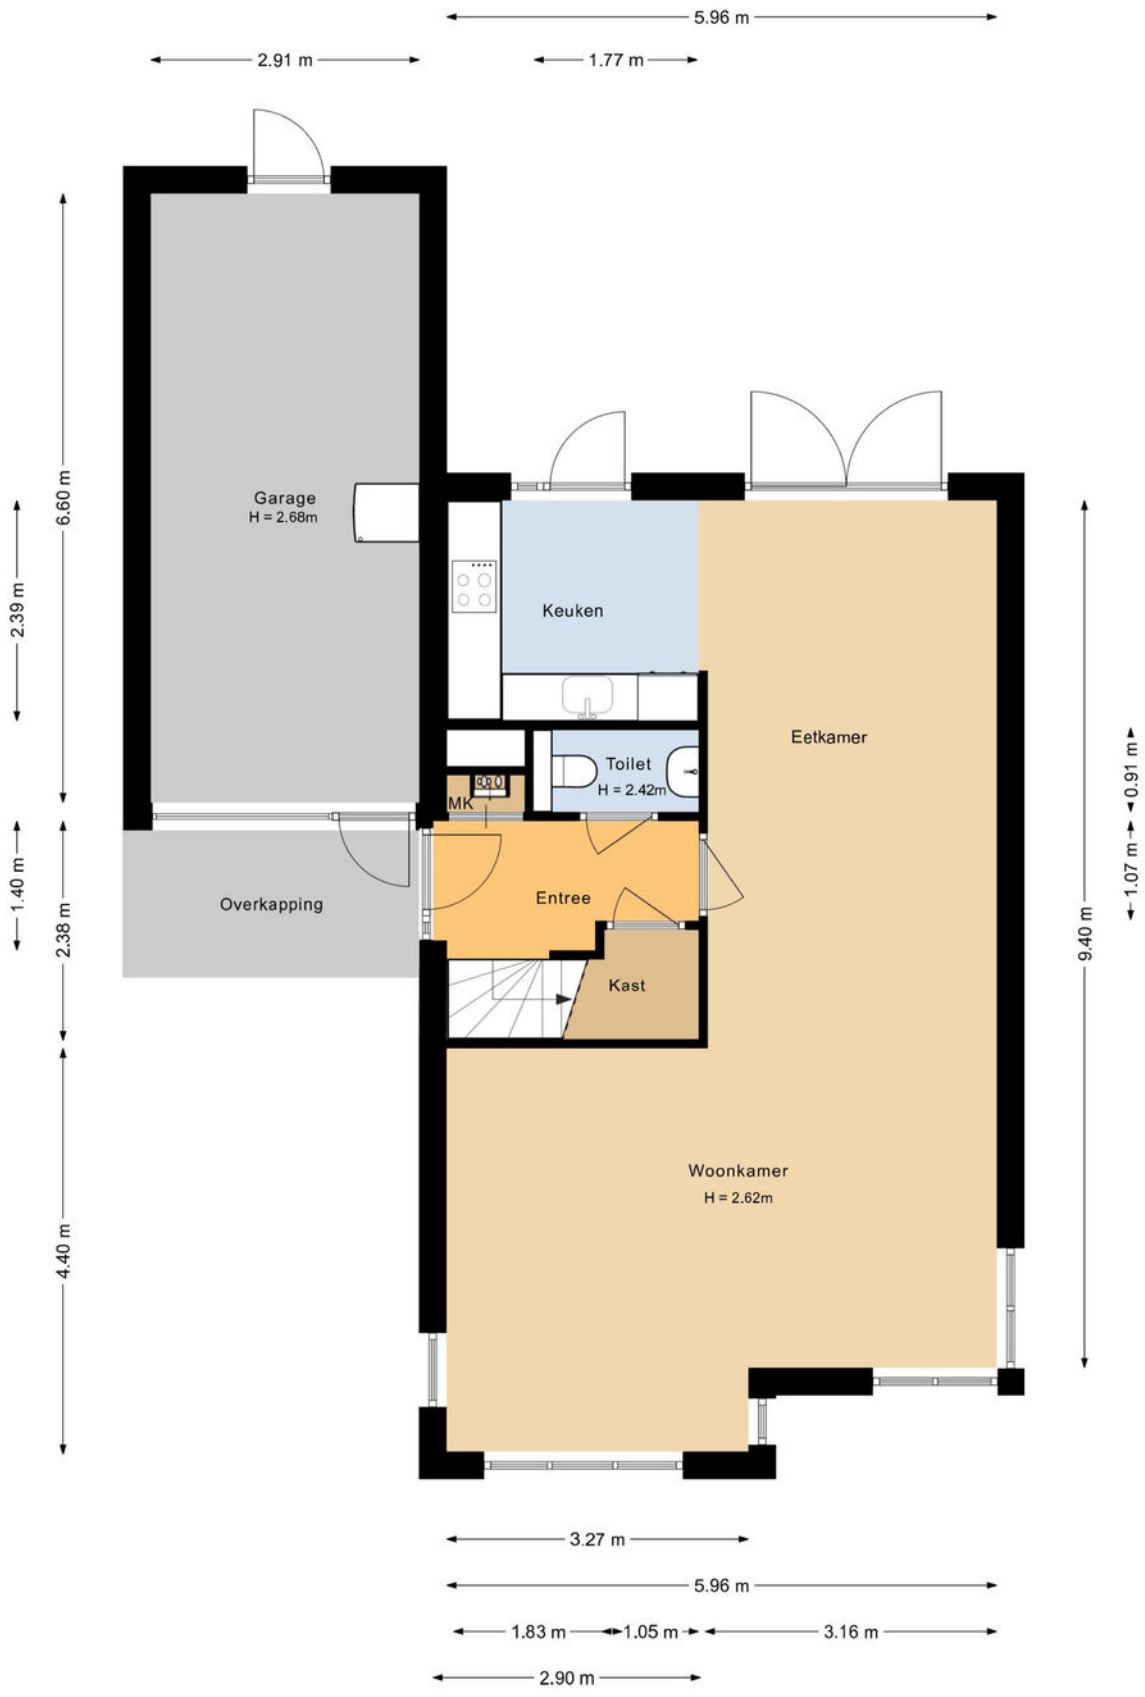 5.96 m
2.91 m
1.77 m
6.60 m
Garage
H = 2.68m
2.39 m
Keuken
Eetkamer
Toilet
H = 2.42m
0.91 m
MK
1.40 m
1.07 m
Entree
Overkapping
2.38 m
9.40 m
Kast
Woonkamer
H = 2.62m
4.40 m
3.27 m
5.96 m
1.83 m
1.05 m
3.16 m
2.90 m